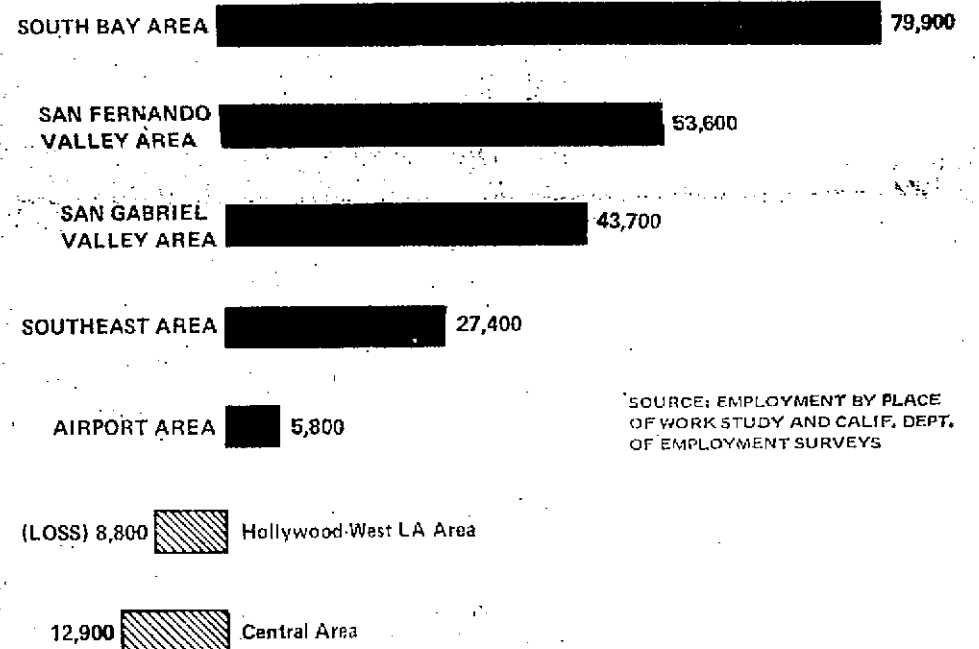 SOUTH BAY AREA 79,900
SAN FERNANDO
VALLEY AREA 53,600
SAN GABRIEL
VALLEY AREA 43,700
SOUTHEAST AREA 27,400
AIRPORT AREA 5,800
SOURCE: EMPLOYMENT BY PLACE
OF WORK STUDY AND CALIF. DEPT.
OF EMPLOYMENT SURVEYS
(LOSS) 8,800 Hollywood-West LA Area
12,900 Central Area